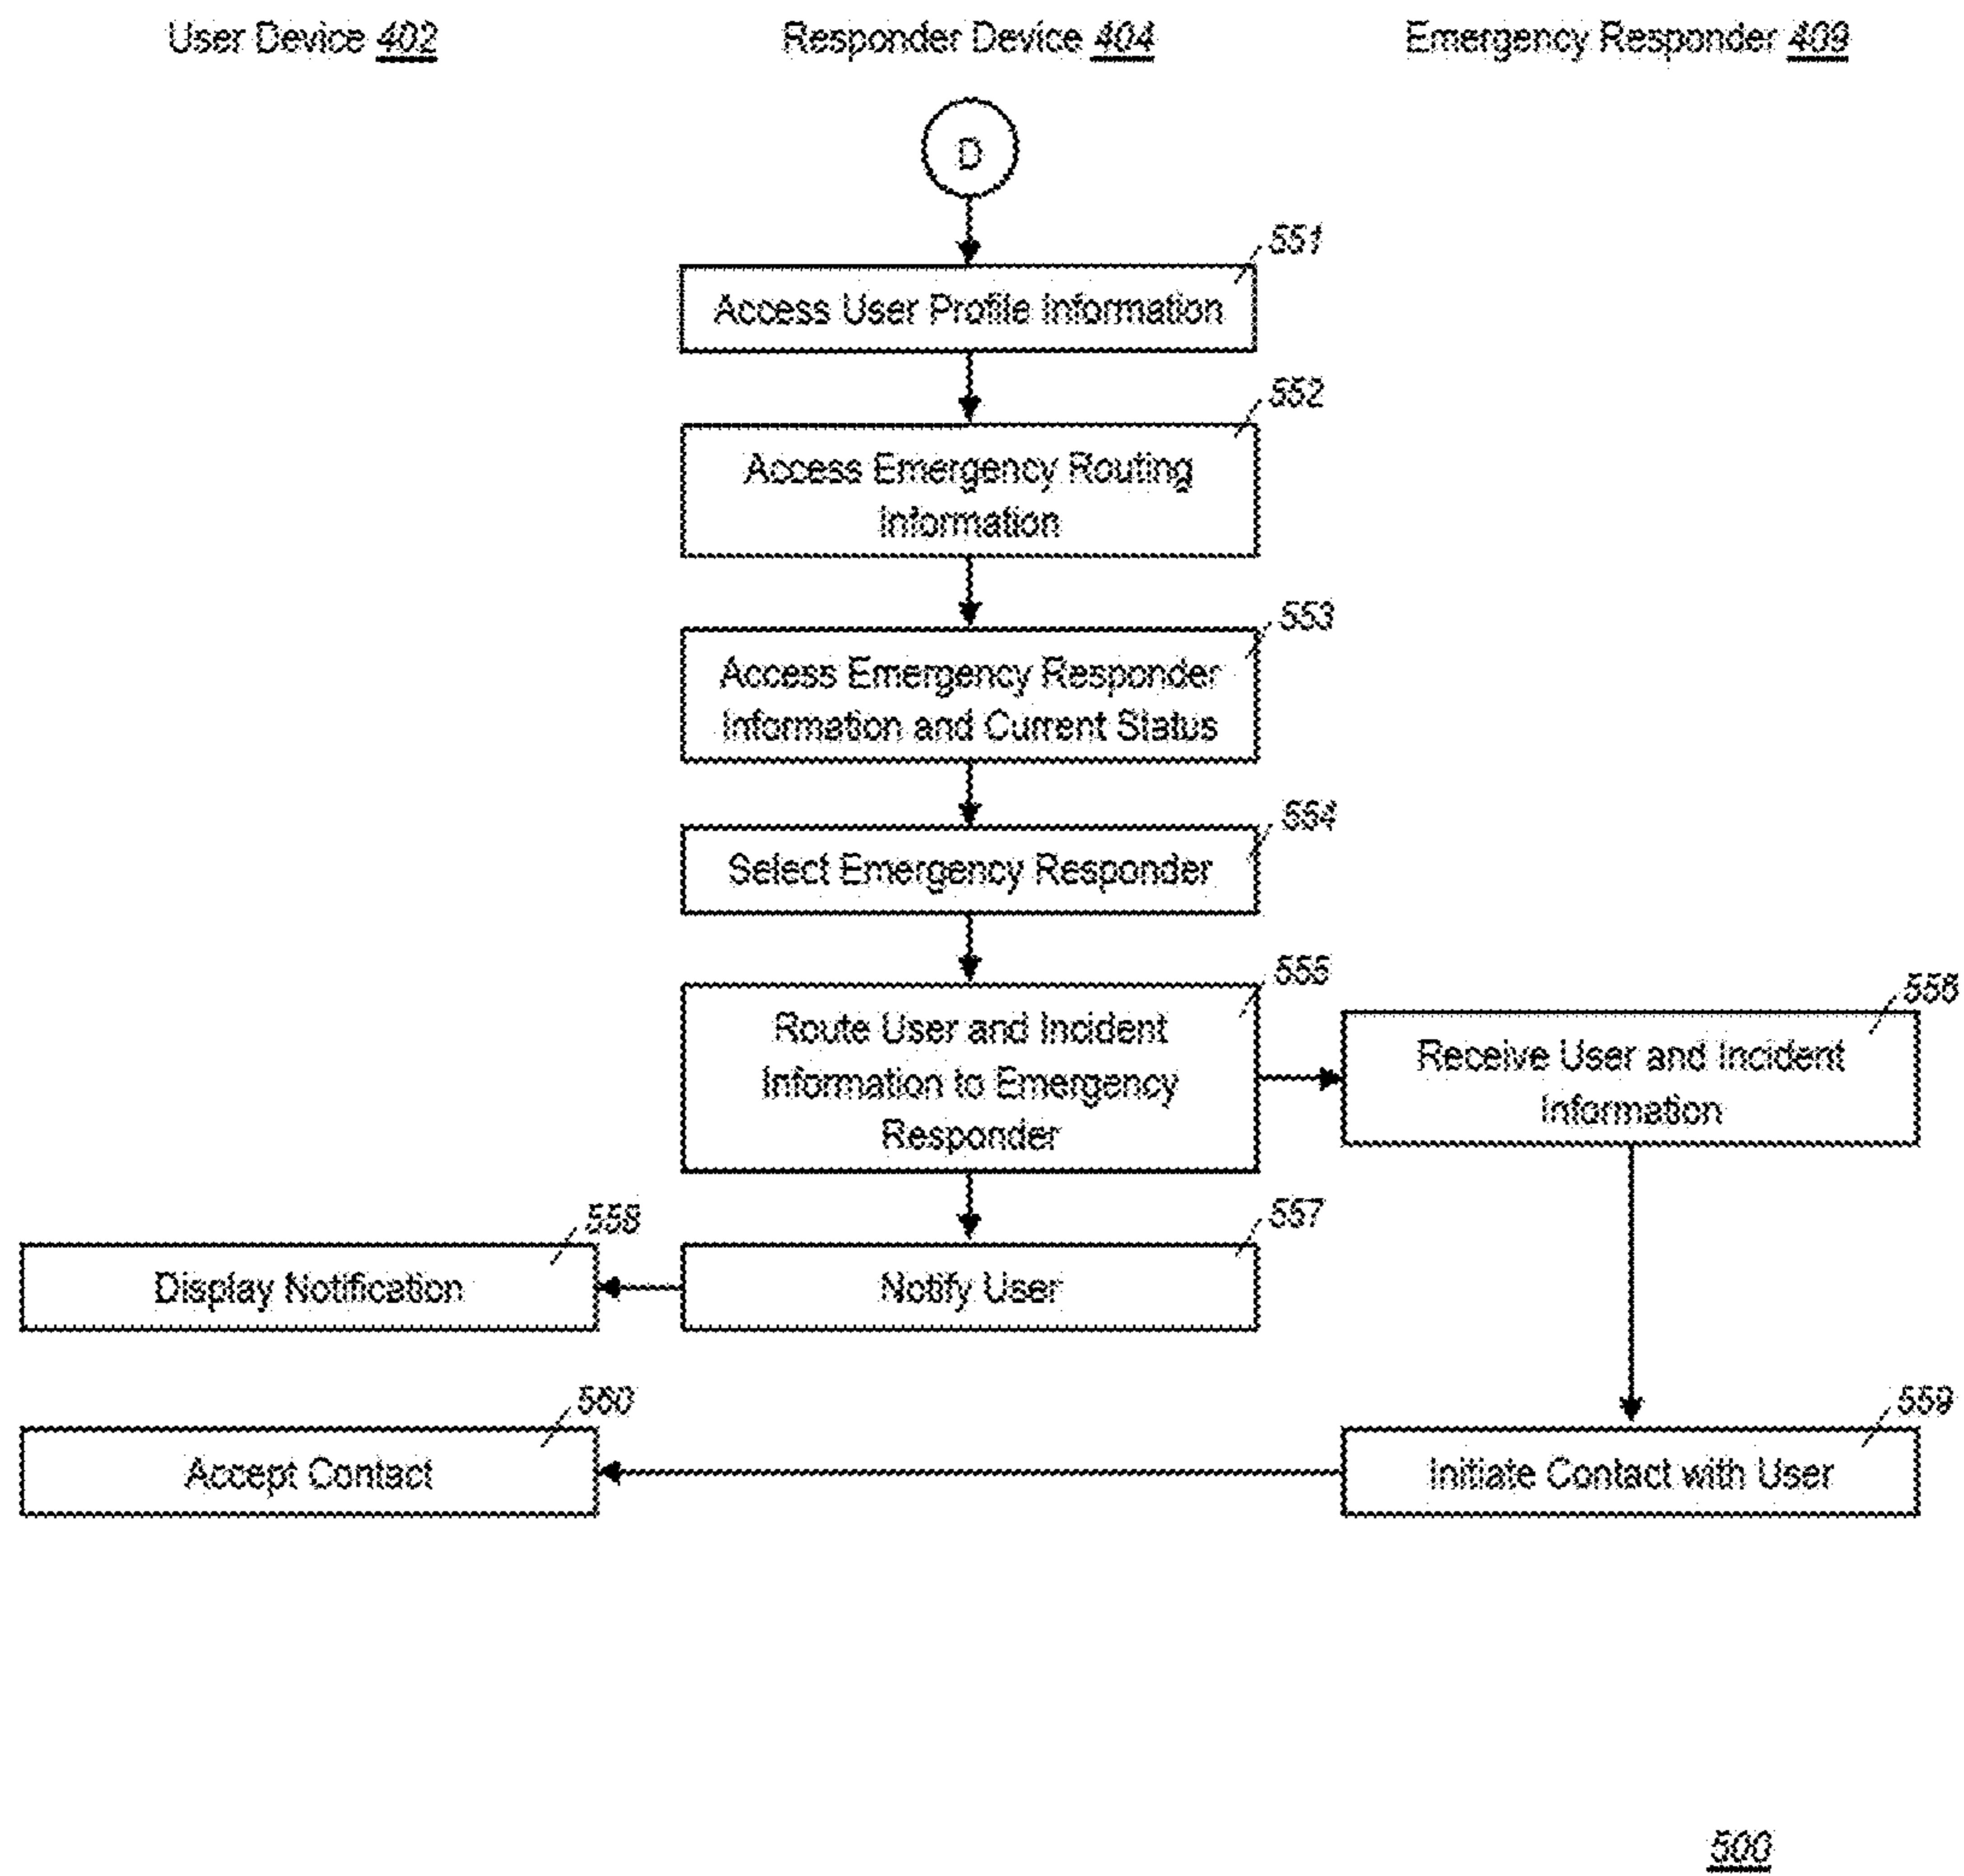 User Device 402
Responder Device 404
Emergency Responder 409
D
551
Access User Profile Information
552
Access Emergency Routing
Information
553
Access Emergency Responder
Information and Current Status
554
Select Emergency Responder
555
Route User and Incident
Information to Emergency
Responder
556
Receive User and Incident
Information
557
Notify User
558
Display Notification
559
Initiate Contact with User
560
Accept Contact
500